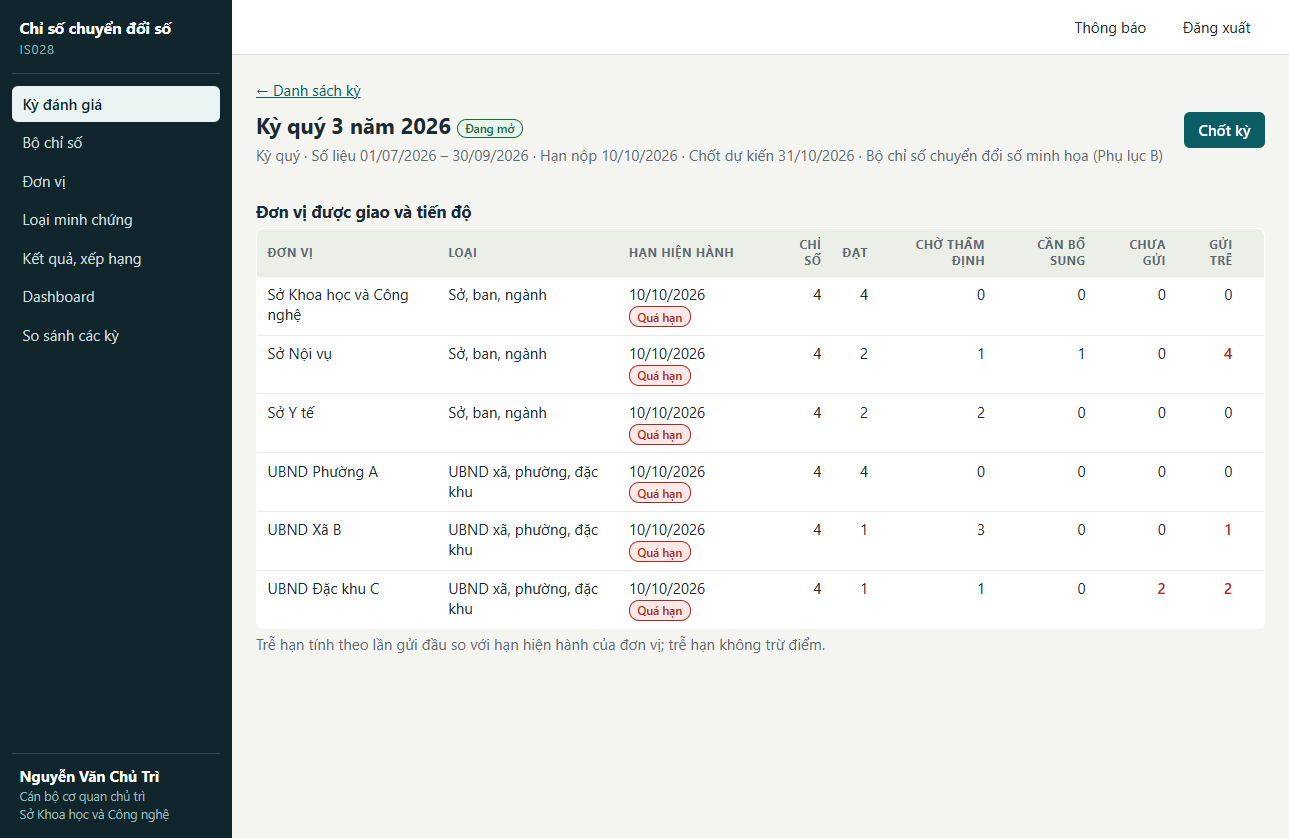 Chỉ số chuyển đổi số
IS028
Kỳ đánh giá
Bộ chỉ số
Đơn vị
Loại minh chứng
Kết quả, xếp hạng
Dashboard
So sánh các kỳ
Nguyễn Văn Chủ Trì
Cán bộ cơ quan chủ trì
Sở Khoa học và Công nghệ
Thông báo Đăng xuất
← Danh sách kỳ
Kỳ quý 3 năm 2026 Đang mở
Chốt kỳ
Kỳ quý · Số liệu 01/07/2026 – 30/09/2026 · Hạn nộp 10/10/2026 · Chốt dự kiến 31/10/2026 · Bộ chỉ số chuyển đổi số minh họa (Phụ lục B)
Đơn vị được giao và tiến độ
ĐƠN VỊ LOẠI HẠN HIỆN HÀNH CHỈ SỐ ĐẠT CHỜ THẨM ĐỊNH CẦN BỔ SUNG CHƯA GỬI GỬI TRỄ
Sở Khoa học và Công nghệ Sở, ban, ngành 10/10/2026 Quá hạn 4 4 0 0 0 0
Sở Nội vụ Sở, ban, ngành 10/10/2026 Quá hạn 4 2 1 1 0 4
Sở Y tế Sở, ban, ngành 10/10/2026 Quá hạn 4 2 2 0 0 0
UBND Phường A UBND xã, phường, đặc khu 10/10/2026 Quá hạn 4 4 0 0 0 0
UBND Xã B UBND xã, phường, đặc khu 10/10/2026 Quá hạn 4 1 3 0 0 1
UBND Đặc khu C UBND xã, phường, đặc khu 10/10/2026 Quá hạn 4 1 1 0 2 2
Trễ hạn tính theo lần gửi đầu so với hạn hiện hành của đơn vị; trễ hạn không trừ điểm.